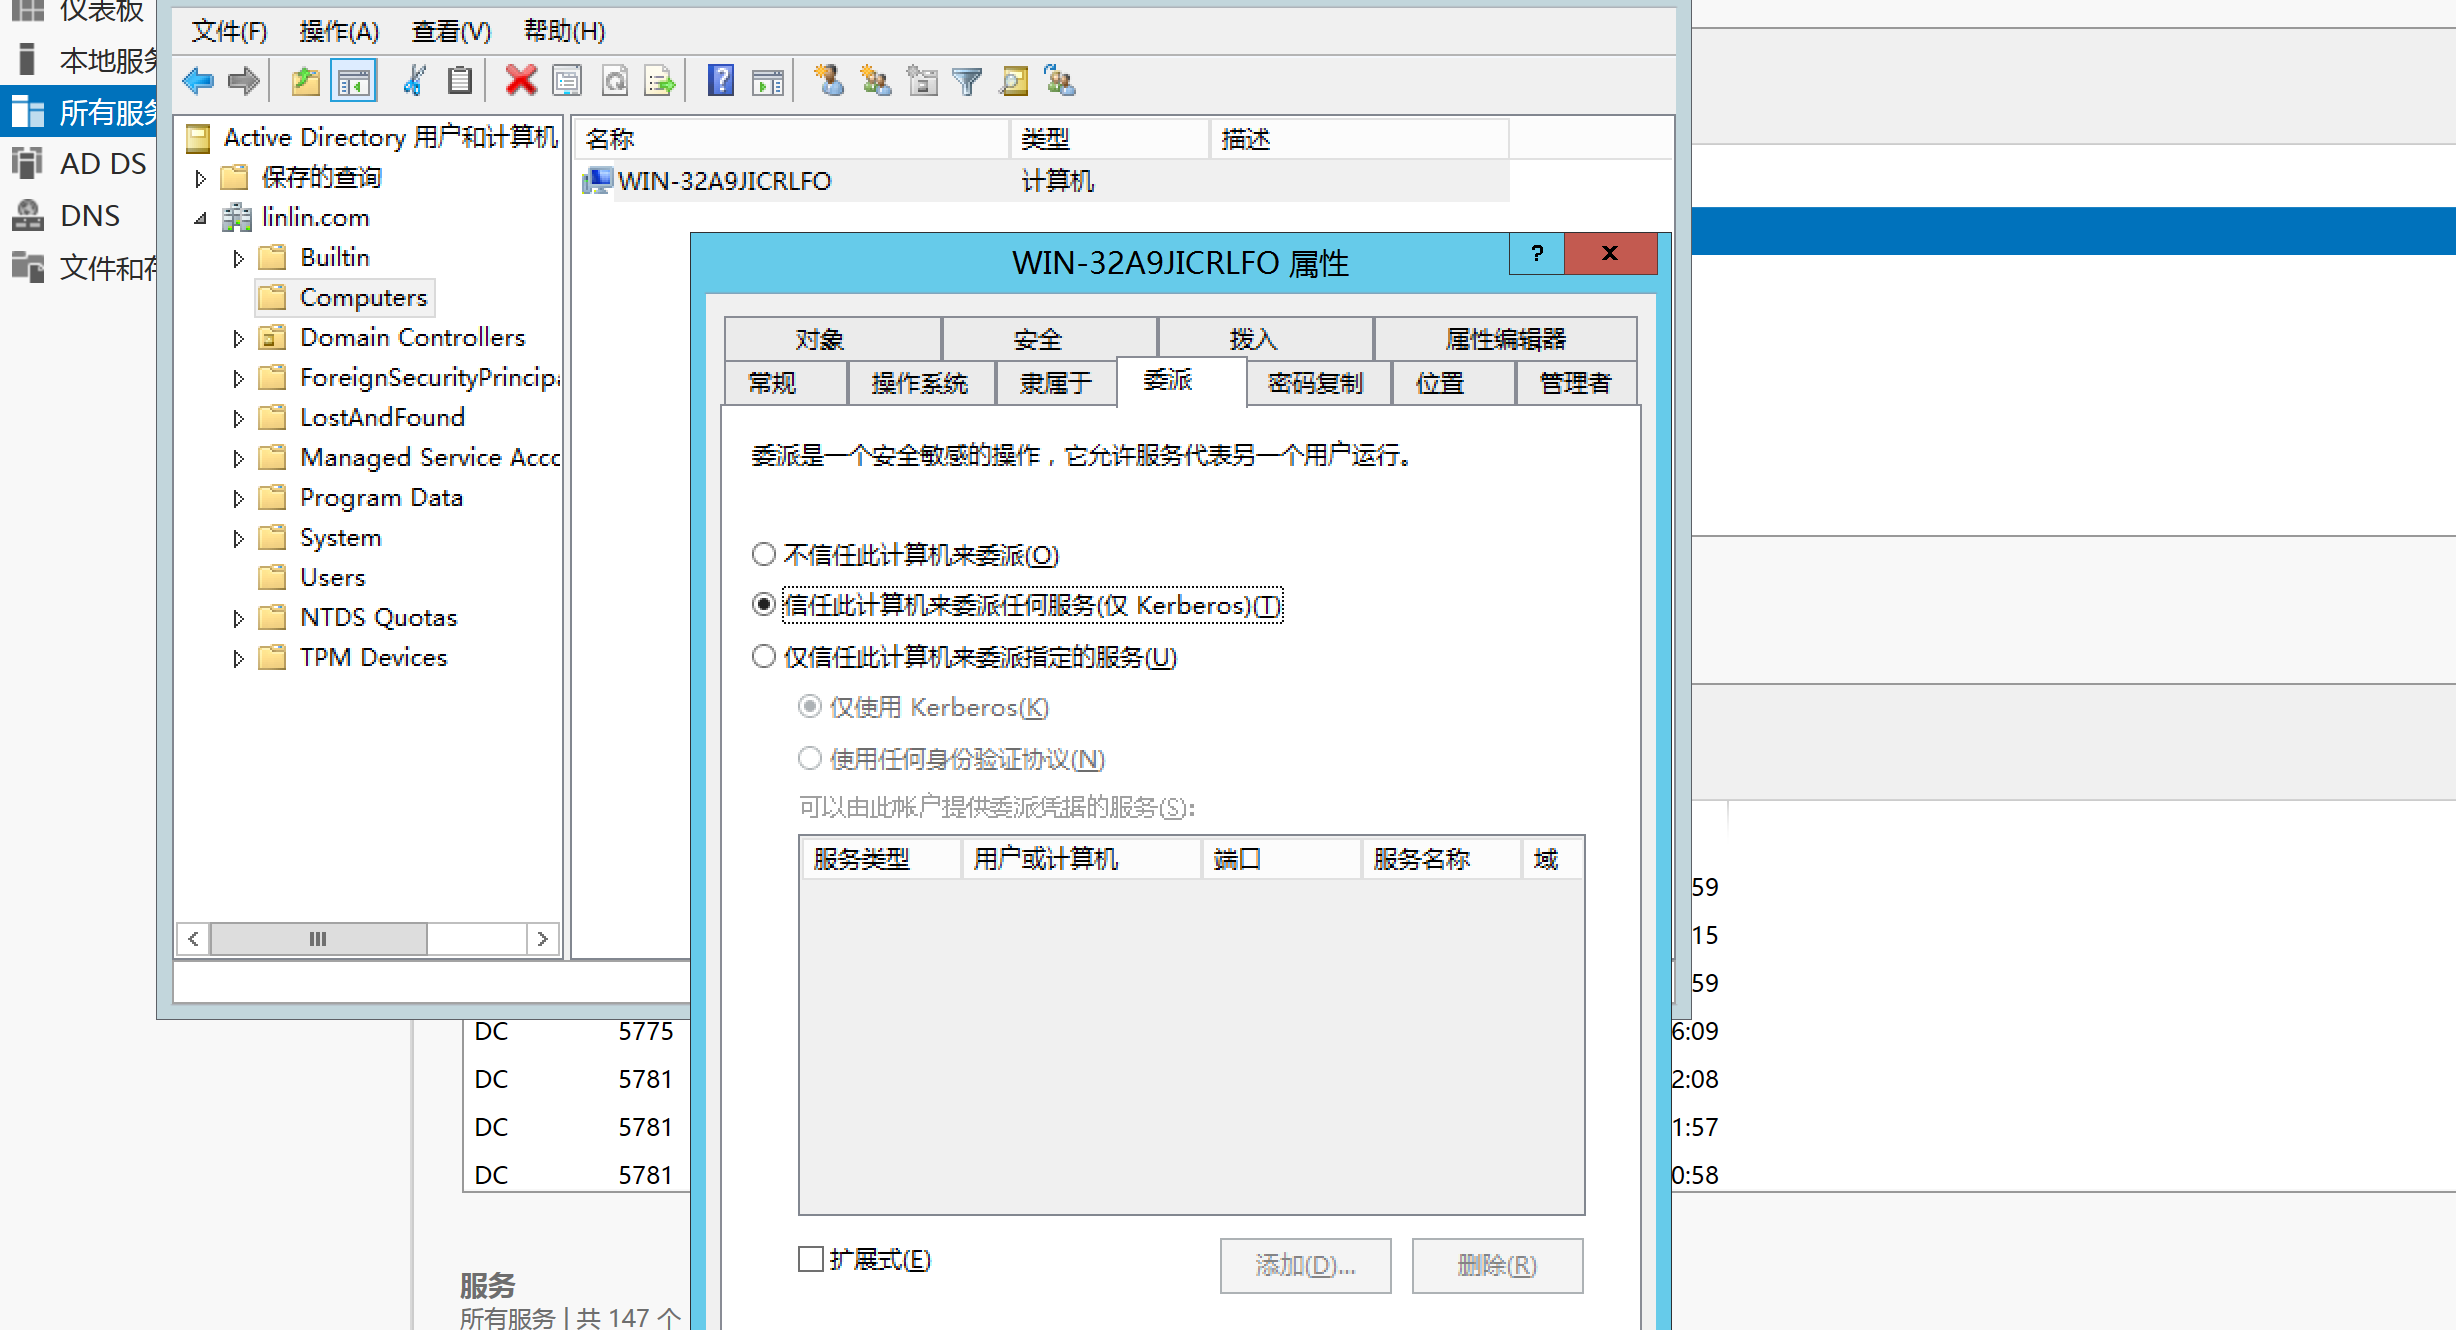 仪表板
本地服务
所有服务
AD DS
DNS
文件和存
文件(F) 操作(A) 查看(V) 帮助(H)
Active Directory 用户和计算机
保存的查询
linlin.com
Builtin
Computers
Domain Controllers
ForeignSecurityPrincipa
LostAndFound
Managed Service Acco
Program Data
System
Users
NTDS Quotas
TPM Devices
名称 类型 描述
WIN-32A9JICRLFO 计算机
WIN-32A9JICRLFO 属性
? x
对象 安全 拨入 属性编辑器
常规 操作系统 隶属于 委派 密码复制 位置 管理者
委派是一个安全敏感的操作，它允许服务代表另一个用户运行。
不信任此计算机来委派(O)
信任此计算机来委派任何服务(仅 Kerberos)(T)
仅信任此计算机来委派指定的服务(U)
仅使用 Kerberos(K)
使用任何身份验证协议(N)
可以由此帐户提供委派凭据的服务(S):
服务类型 用户或计算机 端口 服务名称 域
扩展式(E)
添加(D)... 删除(R)
59
15
59
DC 5775 6:09
DC 5781 2:08
DC 5781 1:57
DC 5781 0:58
服务
所有服务 | 共 147 个